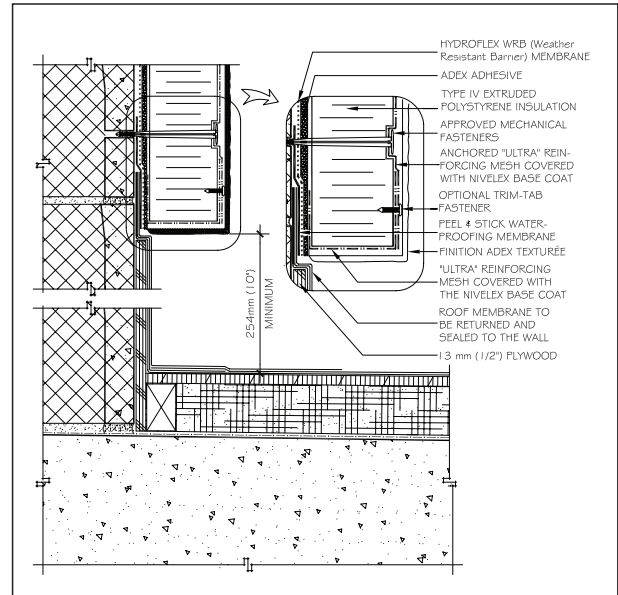 HYDROFLEX WRB (Weather
Resistant Barrier) MEMBRANE
ADEX ADHESIVE
TYPE IV EXTRUDED
POLYSTYRENE INSULATION
APPROVED MECHANICAL
FASTENERS
ANCHORED "ULTRA" REIN-
FORCING MESH COVERED
WITH NIVELEX BASE COAT
OPTIONAL TRIM-TAB
FASTENER
PEEL & STICK WATER-
PROOFING MEMBRANE
FINITION ADEX TEXTURÉE
"ULTRA" REINFORCING
MESH COVERED WITH
THE NIVELEX BASE COAT
ROOF MEMBRANE TO
BE RETURNED AND
SEALED TO THE WALL
13 mm (1/2") PLYWOOD
254mm (10")
MINIMUM